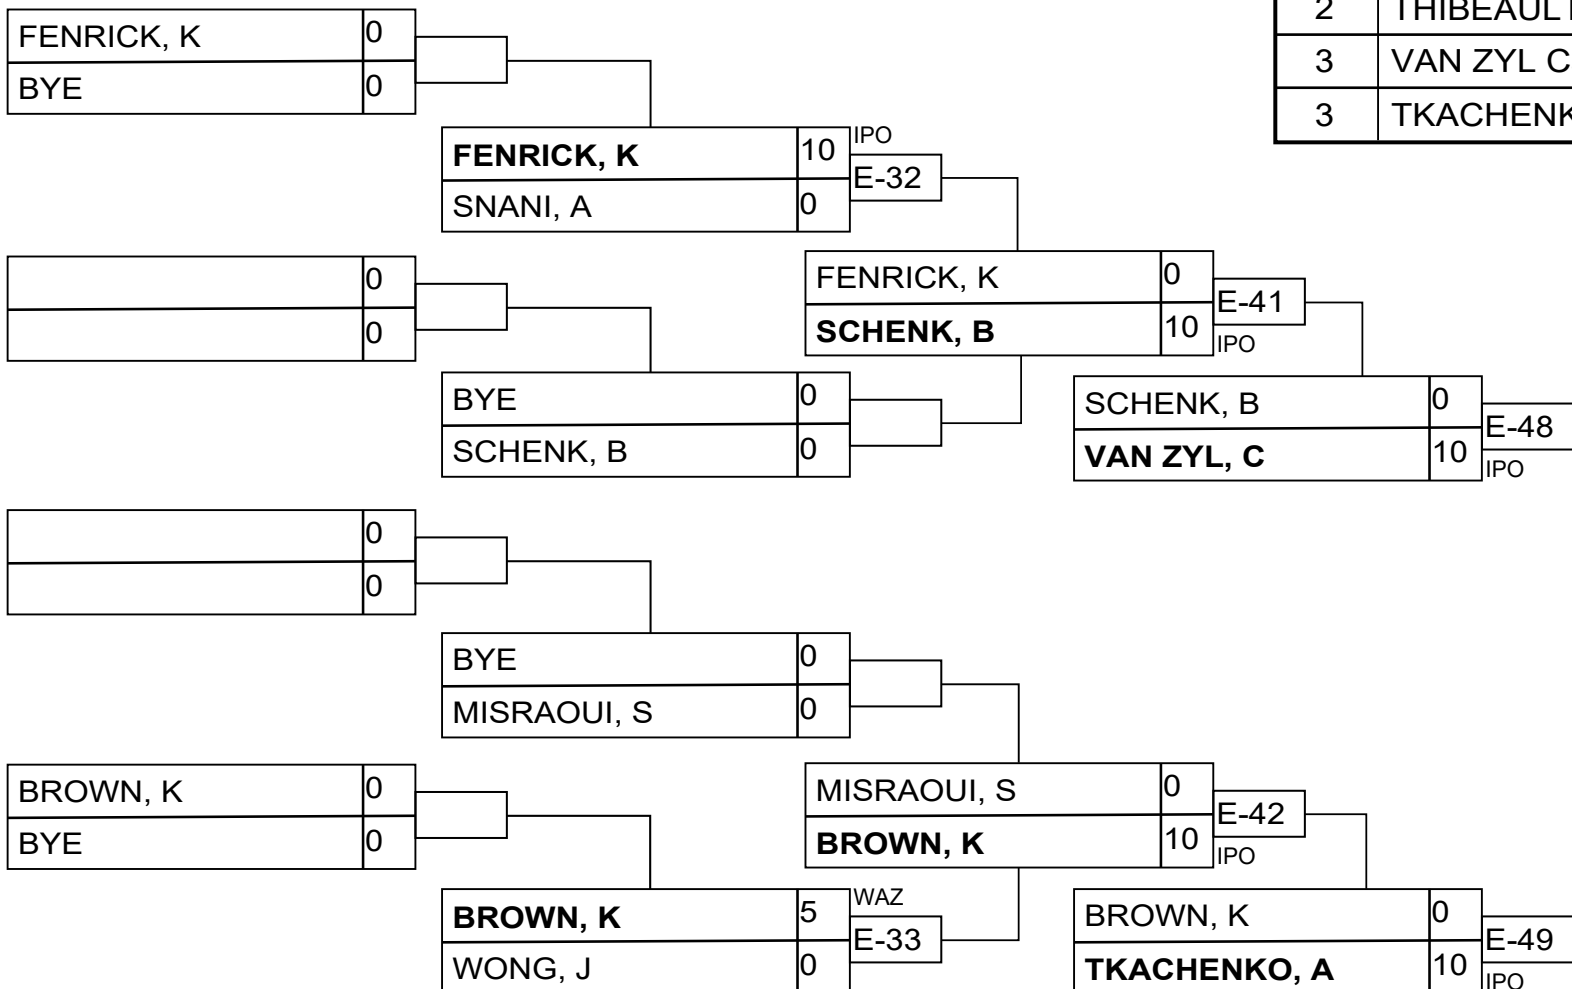 2 THIBEAULT
3 VAN ZYL C
3 TKACHENK
FENRICK, K 0
BYE 0
FENRICK, K 10 IPO
E-32
SNANI, A 0
0
0
FENRICK, K 0
E-41
SCHENK, B 10 IPO
BYE 0
SCHENK, B 0
SCHENK, B 0
E-48
VAN ZYL, C 10 IPO
0
0
BYE 0
MISRAOUI, S 0
BROWN, K 0
BYE 0
MISRAOUI, S 0
E-42
BROWN, K 10 IPO
BROWN, K 5 WAZ
E-33
WONG, J 0
BROWN, K 0
E-49
TKACHENKO, A 10 IPO